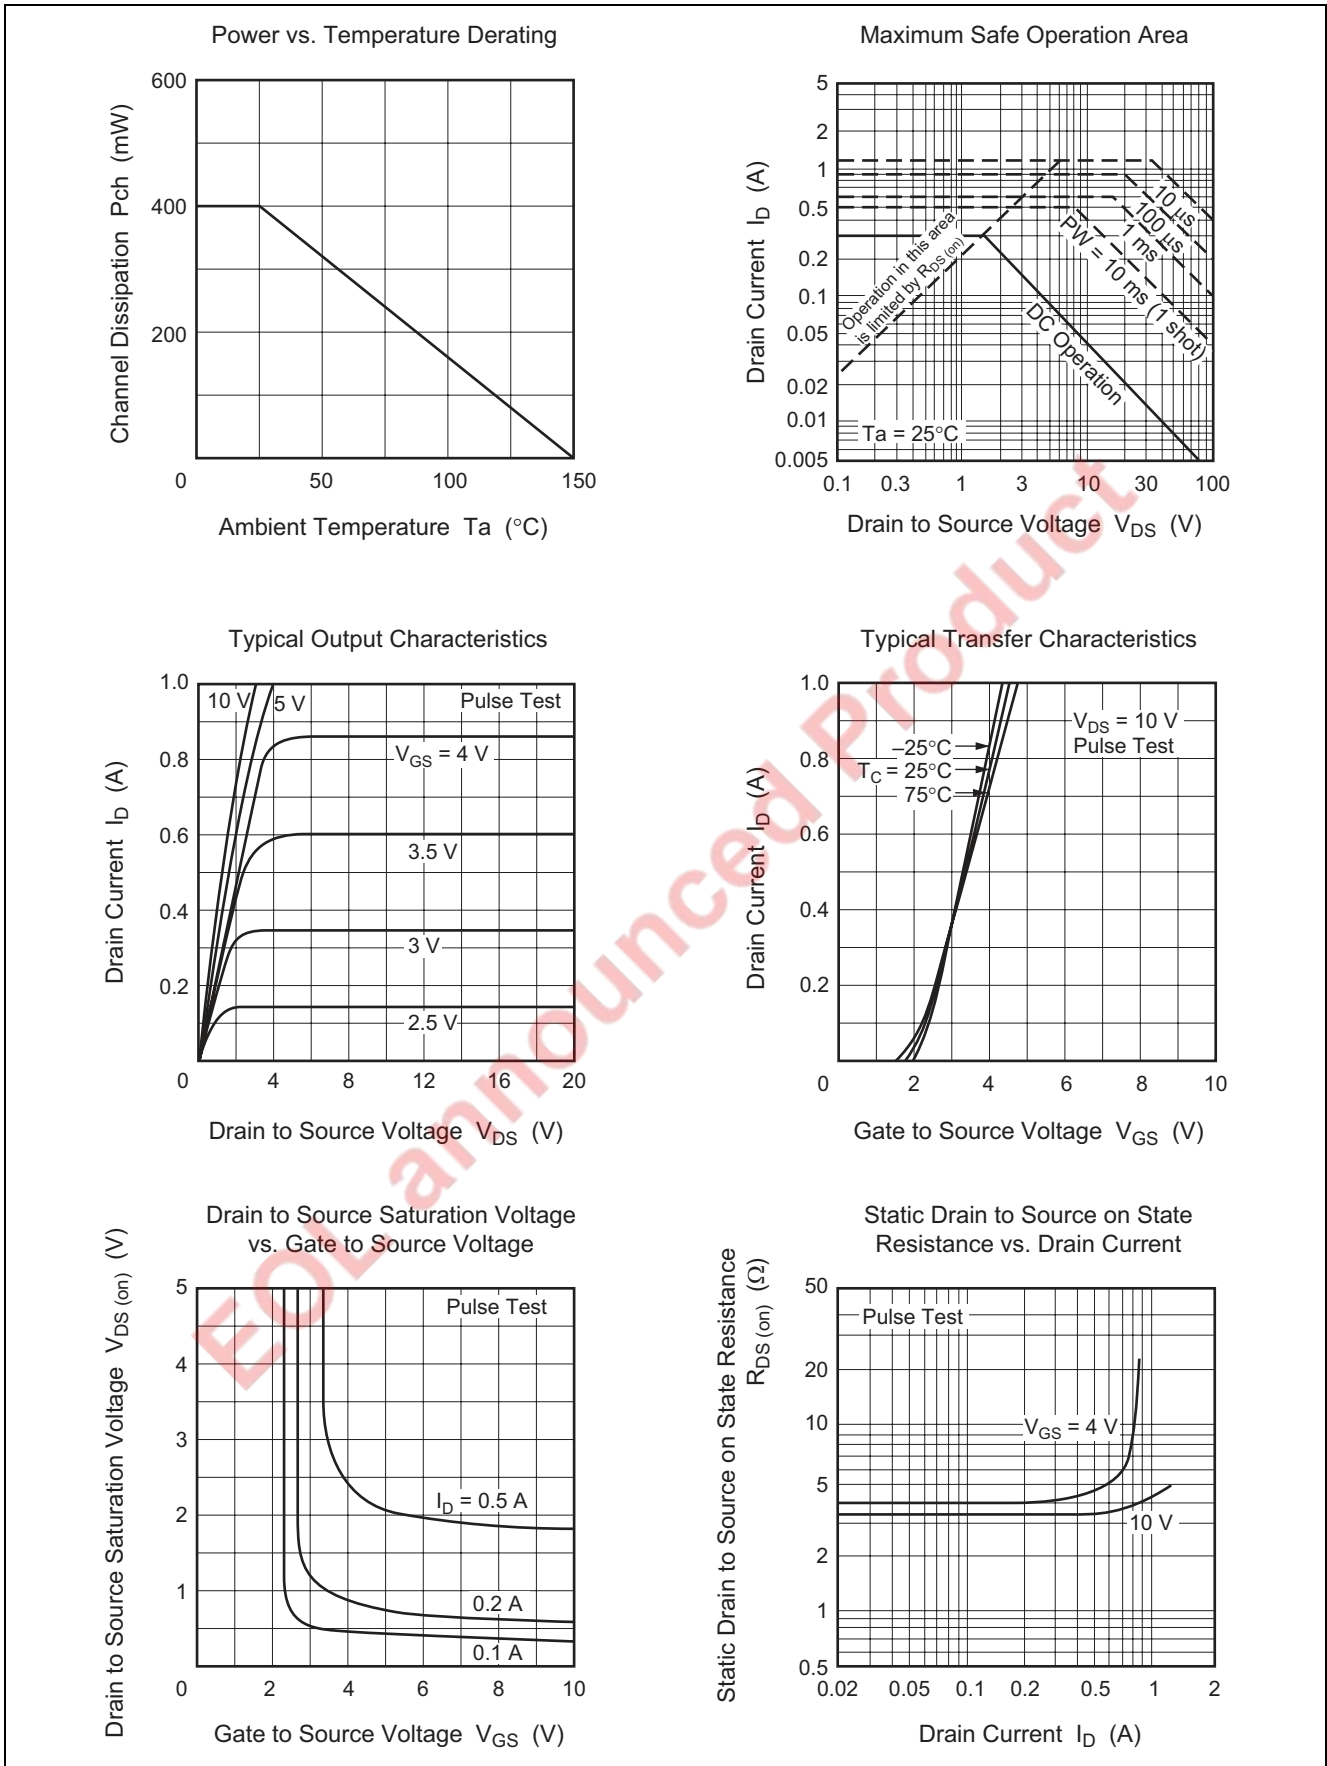 Power vs. Temperature Derating
Channel Dissipation Pch (mW)
600
400
200
0
50
100
150
Ambient Temperature Ta (°C)
Maximum Safe Operation Area
Drain Current ID (A)
5
2
1
0.5
0.2
0.1
0.05
0.02
0.01
0.005
10 µs
100 µs
1 ms
PW = 10 ms (1 shot)
DC Operation
Operation in this area
is limited by RDS (on)
Ta = 25°C
0.1 0.3 1 3 10 30 100
Drain to Source Voltage VDS (V)
Typical Output Characteristics
Drain Current ID (A)
1.0
0.8
0.6
0.4
0.2
10 V
5 V
Pulse Test
VGS = 4 V
3.5 V
3 V
2.5 V
0 4 8 12 16 20
Drain to Source Voltage VDS (V)
Typical Transfer Characteristics
Drain Current ID (A)
1.0
0.8
0.6
0.4
0.2
VDS = 10 V
Pulse Test
–25°C
TC = 25°C
75°C
0 2 4 6 8 10
Gate to Source Voltage VGS (V)
Drain to Source Saturation Voltage
vs. Gate to Source Voltage
Drain to Source Saturation Voltage VDS (on) (V)
5
4
3
2
1
Pulse Test
ID = 0.5 A
0.2 A
0.1 A
0 2 4 6 8 10
Gate to Source Voltage VGS (V)
Static Drain to Source on State
Resistance vs. Drain Current
Static Drain to Source on State Resistance
RDS (on) (Ω)
50
20
10
5
2
1
0.5
Pulse Test
VGS = 4 V
10 V
0.02 0.05 0.1 0.2 0.5 1 2
Drain Current ID (A)
EOL announced Product